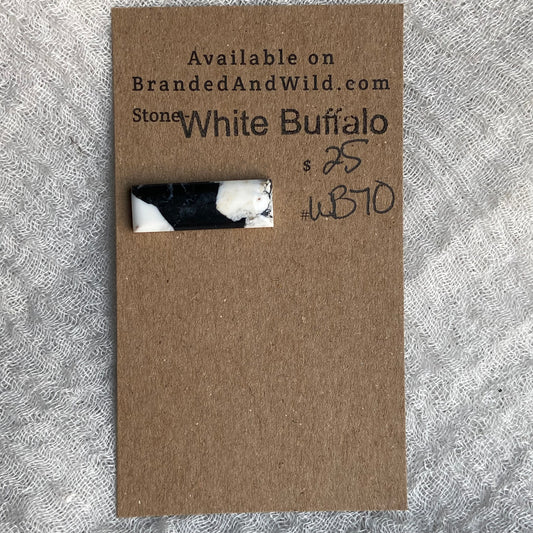 Available on
BrandedAndWild.com
Stone White Buffalo
$ 25
#WB70